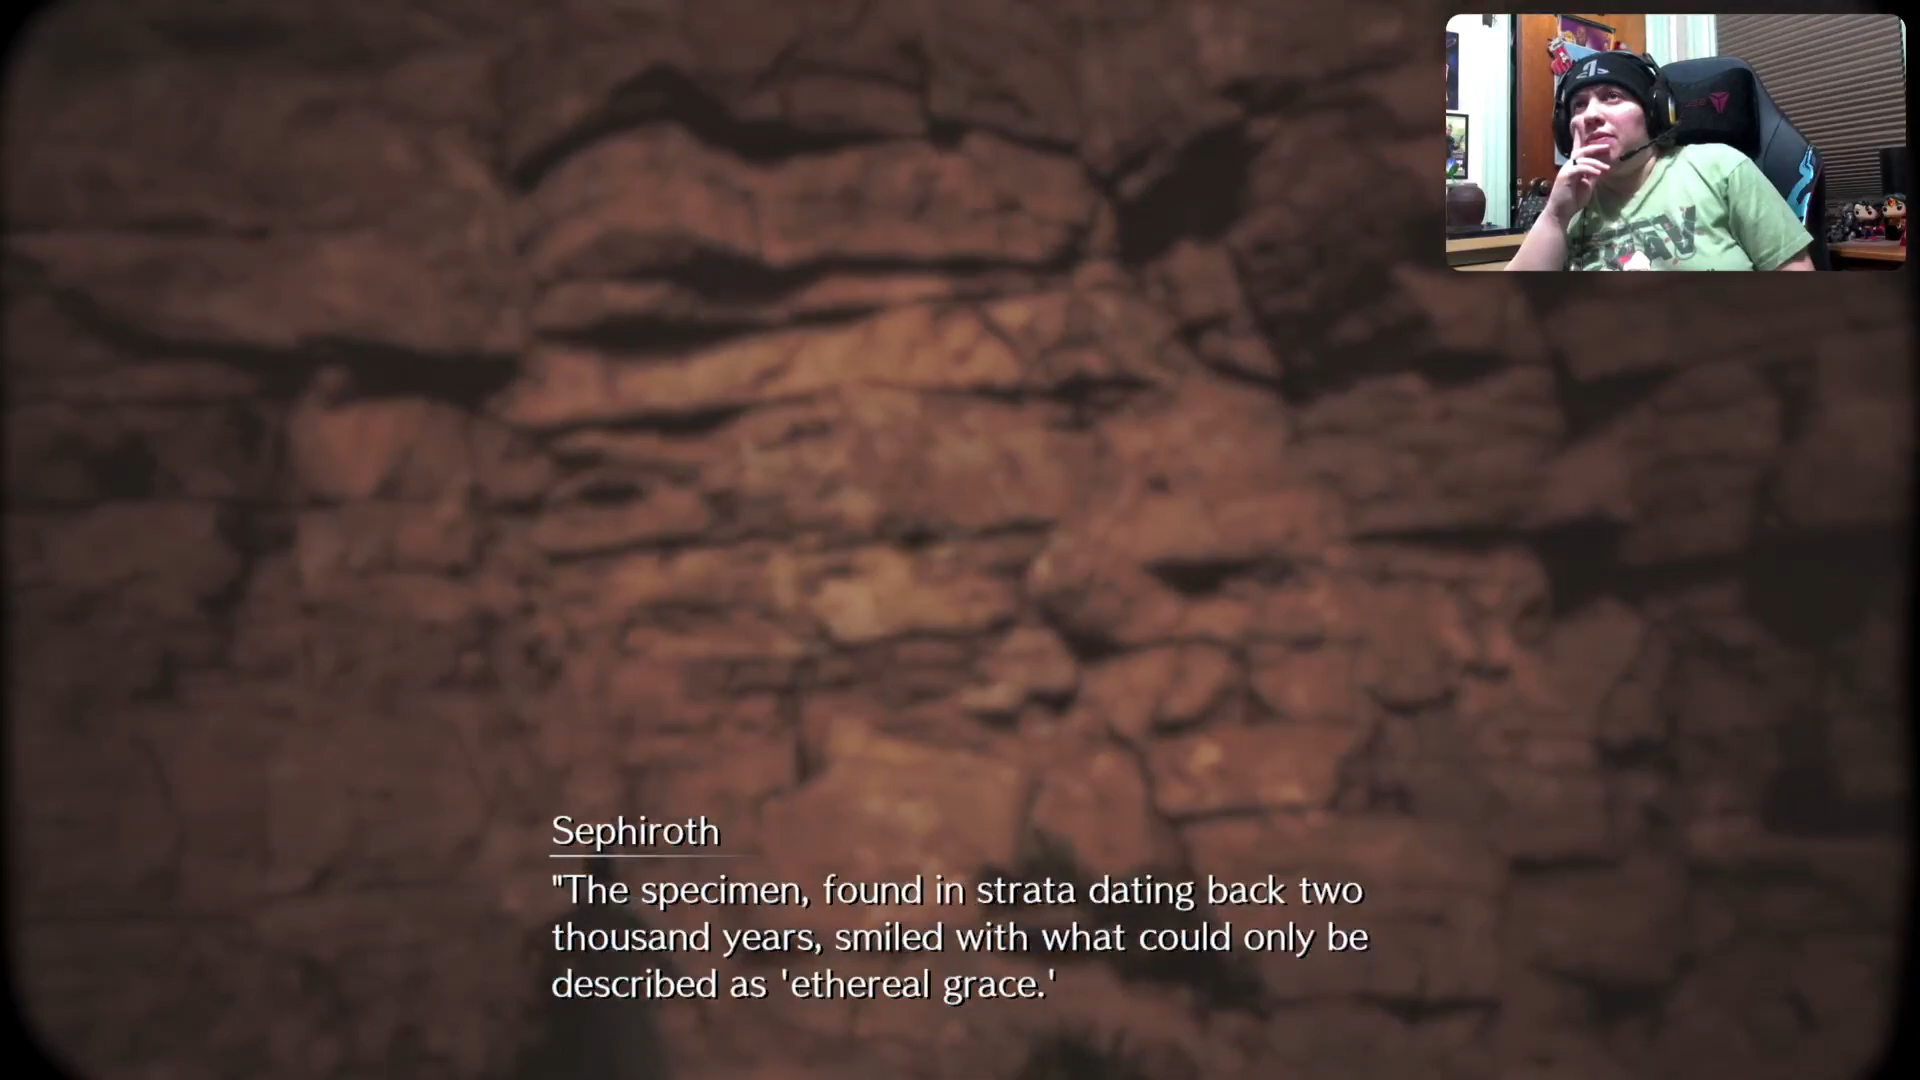 Sephiroth
"The specimen, found in strata dating back two
thousand years, smiled with what could only be
described as 'ethereal grace.'